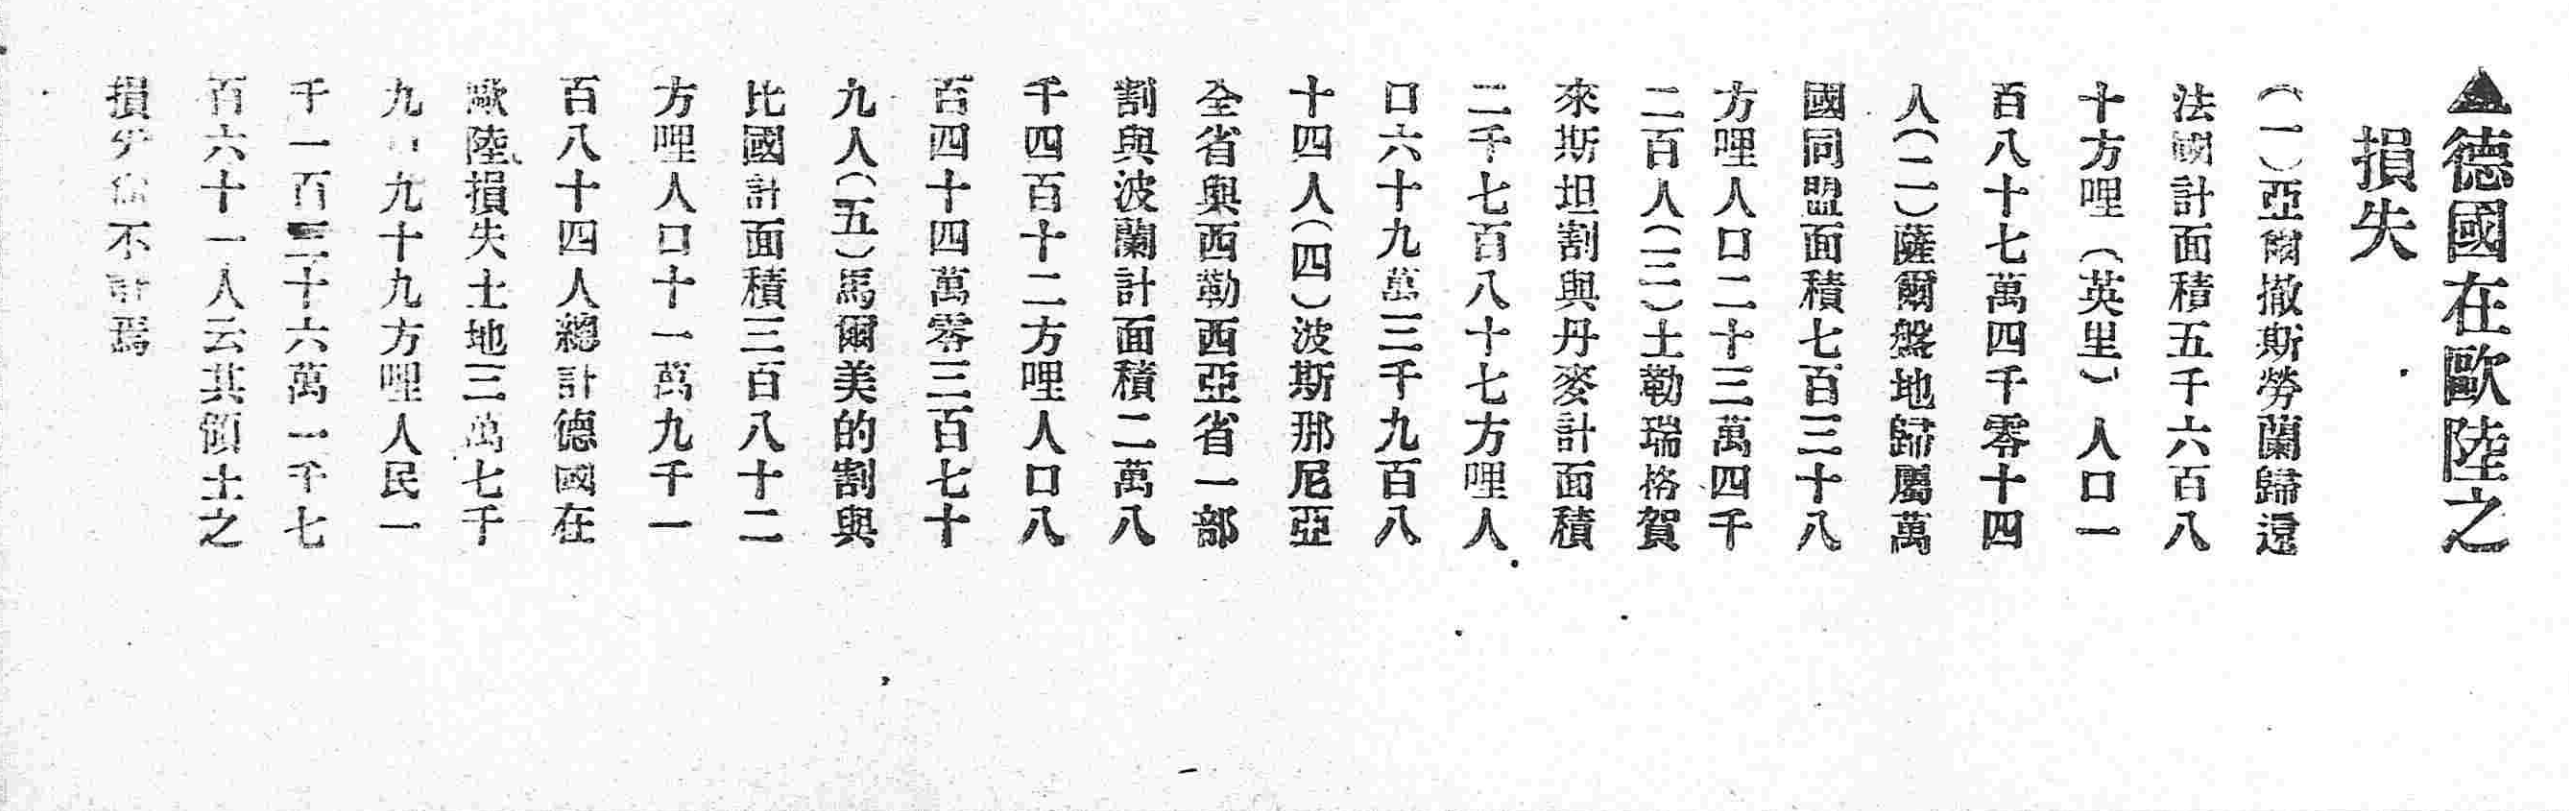 ▲德國在歐陸之
損失
（一）亞爾撤斯勞蘭歸還
法國計面積五千六百八
十方哩（英里）人口一
百八十七萬四千零十四
人（二）薩爾盤地歸屬萬
國同盟面積七百三十八
方哩人口二十三萬四千
二百人（三）土勒瑞格賀
來斯坦割與丹麥計面積
二千七百八十七方哩人
口六十九萬三千九百八
十四人（四）波斯那尼亞
全省與西勒西亞省一部
割與波蘭計面積二萬八
千四百十二方哩人口八
百四十四萬零三百七十
九人（五）馬爾美的割與
比國計面積三百八十二
方哩人口十一萬九千一
百八十四人總計德國在
歐陸損失土地三萬七千
九 九十九方哩人民一
千一百三十六萬一千七
百六十一人云其領土之
損失 不計焉